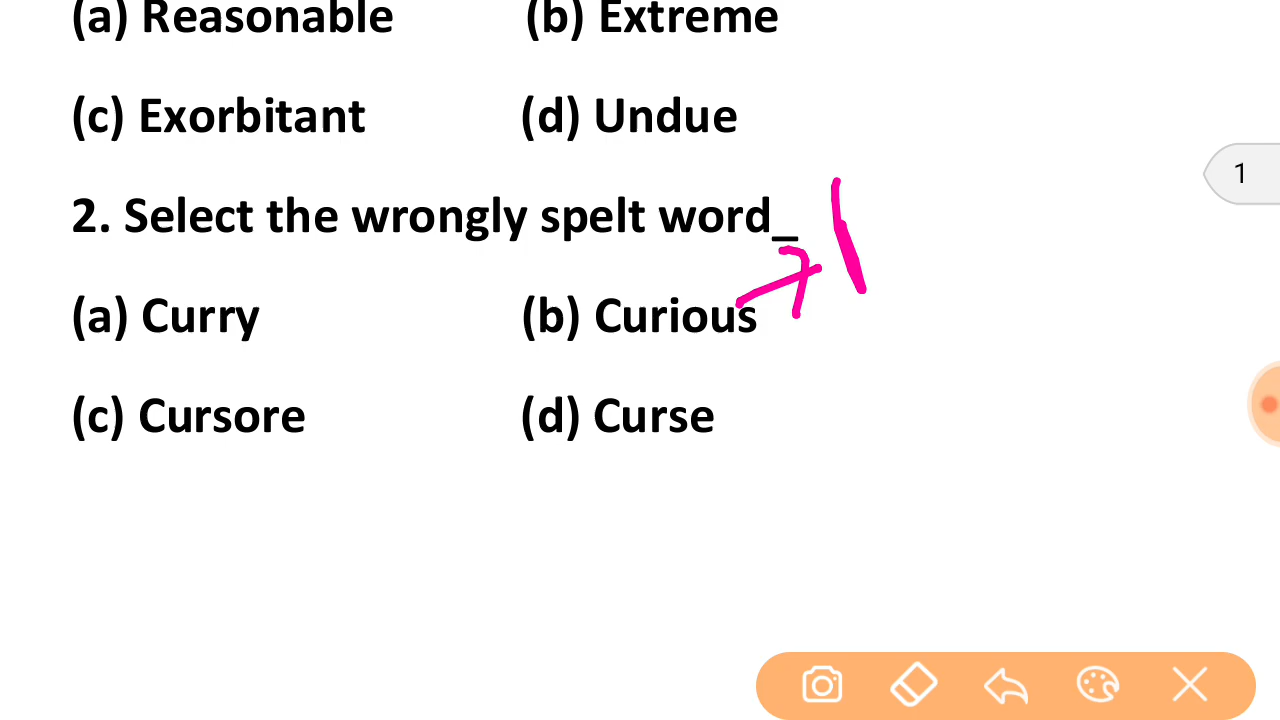 (a) Reasonable (b) Extreme
(c) Exorbitant (d) Undue
1
2. Select the wrongly spelt word_
(a) Curry (b) Curious
(c) Cursore (d) Curse